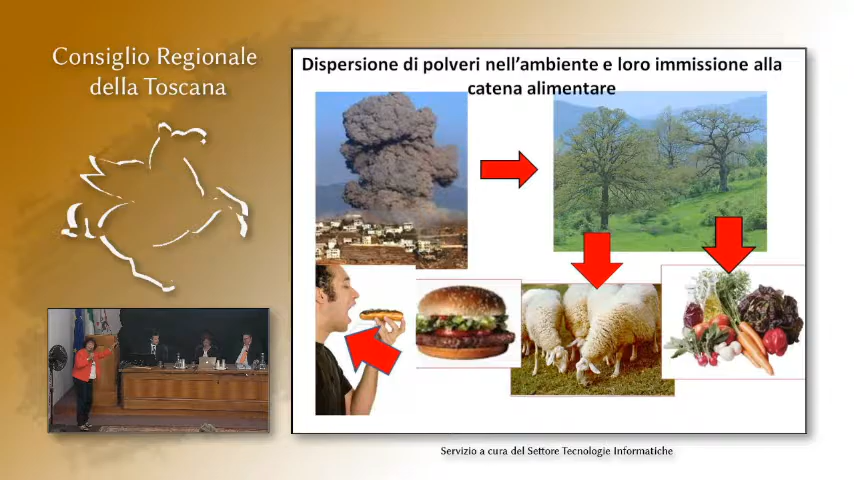 Consiglio Regionale
della Toscana
Dispersione di polveri nell'ambiente e loro immissione alla
catena alimentare
Servizio a cura del Settore Tecnologie Informatiche